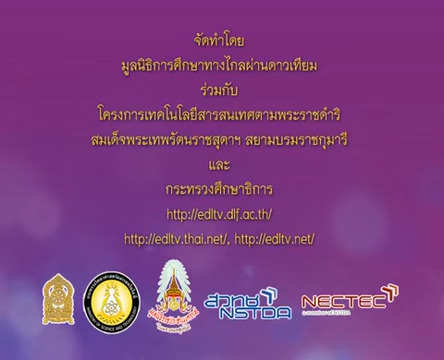 จัดทำโดย
มูลนิธิการศึกษาทางไกลผ่านดาวเทียม
ร่วมกับ
โครงการเทคโนโลยีสารสนเทศตามพระราชดำริ
สมเด็จพระเทพรัตนราชสุดาฯ สยามบรมราชกุมารี
และ
กระทรวงศึกษาธิการ
http://edltv.dlf.ac.th/
http://edltv.thai.net/, http://edltv.net/
สวทช NECTEC
NSTDA a member of NSTDA